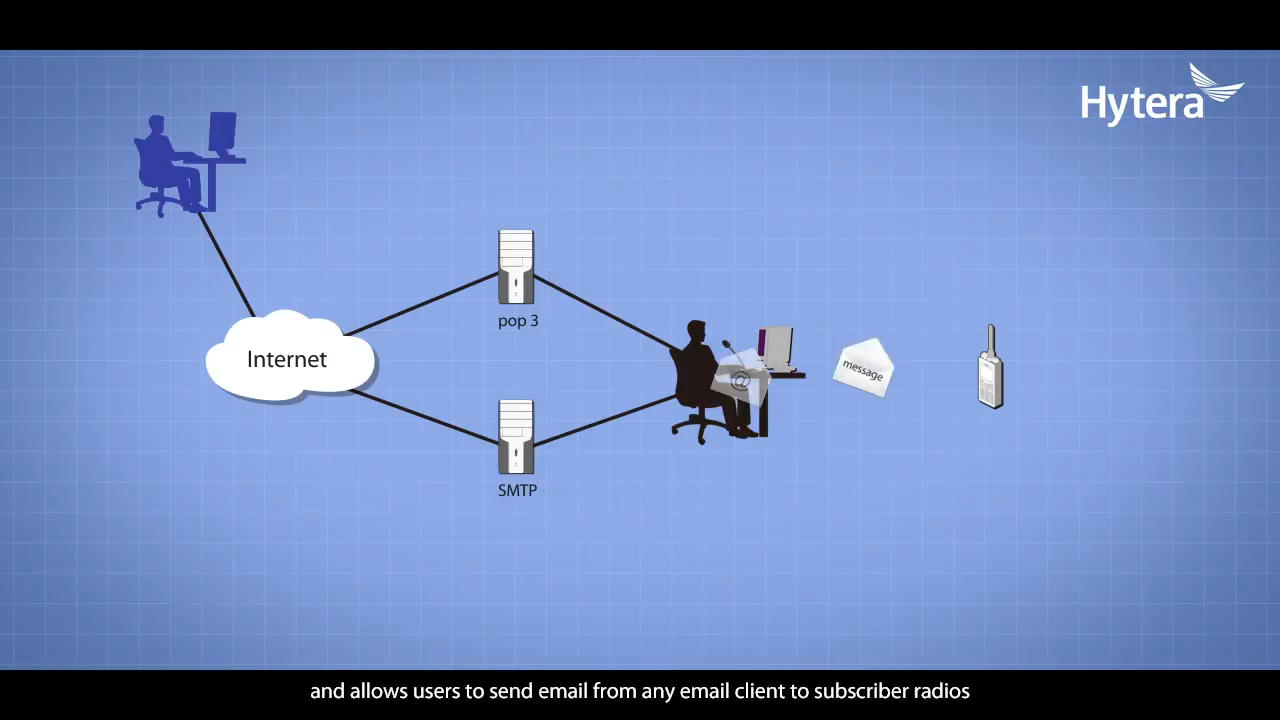 Hytera
pop 3
Internet
@
message
SMTP
and allows users to send email from any email client to subscriber radios